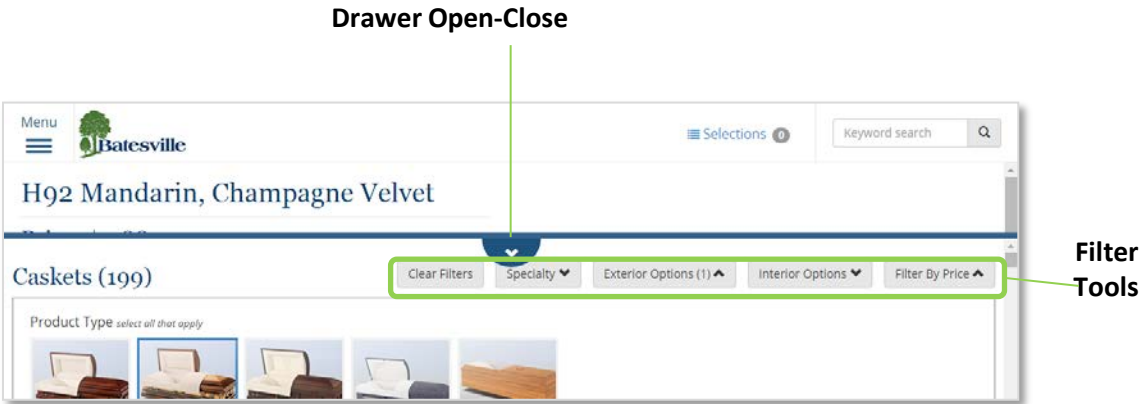 Drawer Open-Close
Menu
Batesville
Selections 0
Keyword search
H92 Mandarin, Champagne Velvet
Caskets (199)
Clear Filters
Specialty
Exterior Options (1)
Interior Options
Filter By Price
Filter
Tools
Product Type select all that apply